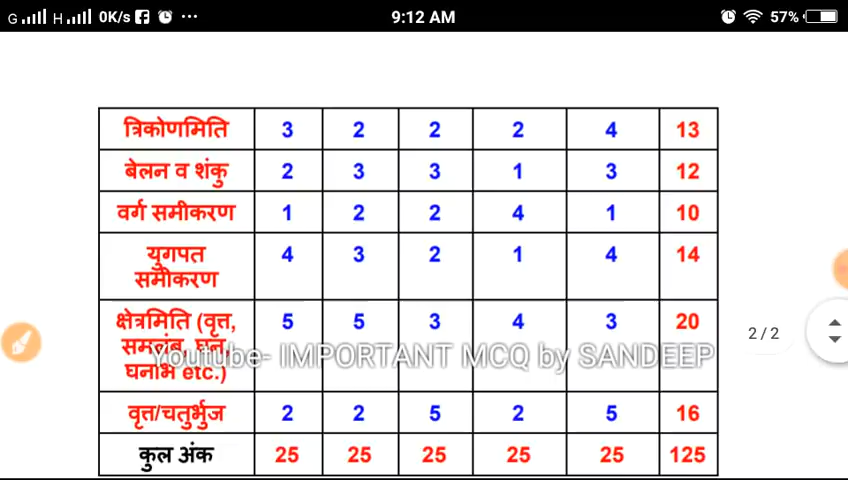 G H 0K/s ... 9:12 AM 57%
त्रिकोणमिति 3 2 2 2 4 13
बेलन व शंकु 2 3 3 1 3 12
वर्ग समीकरण 1 2 2 4 1 10
युगपत 4 3 2 1 4 14
समीकरण
क्षेत्रमिति (वृत्त, 5 5 3 4 3 20
समलंब, घन,
Youtube- IMPORTANT MCQ by SANDEEP
घनाभ etc.)
2 / 2
वृत्त/चतुर्भुज 2 2 5 2 5 16
कुल अंक 25 25 25 25 25 125